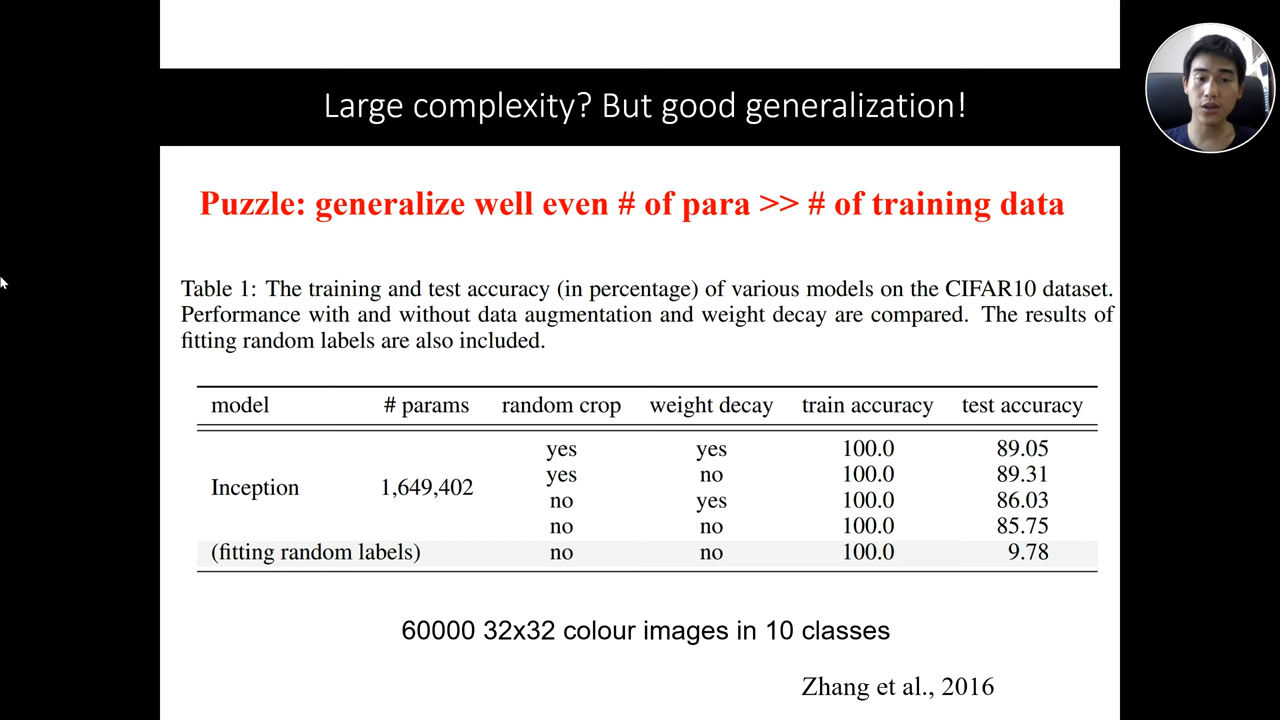 Large complexity? But good generalization!
Puzzle: generalize well even # of para >> # of training data
Table 1: The training and test accuracy (in percentage) of various models on the CIFAR10 dataset.
Performance with and without data augmentation and weight decay are compared. The results of
fitting random labels are also included.
model # params random crop weight decay train accuracy test accuracy
yes yes 100.0 89.05
yes no 100.0 89.31
Inception 1,649,402
no yes 100.0 86.03
no no 100.0 85.75
(fitting random labels) no no 100.0 9.78
60000 32x32 colour images in 10 classes
Zhang et al., 2016